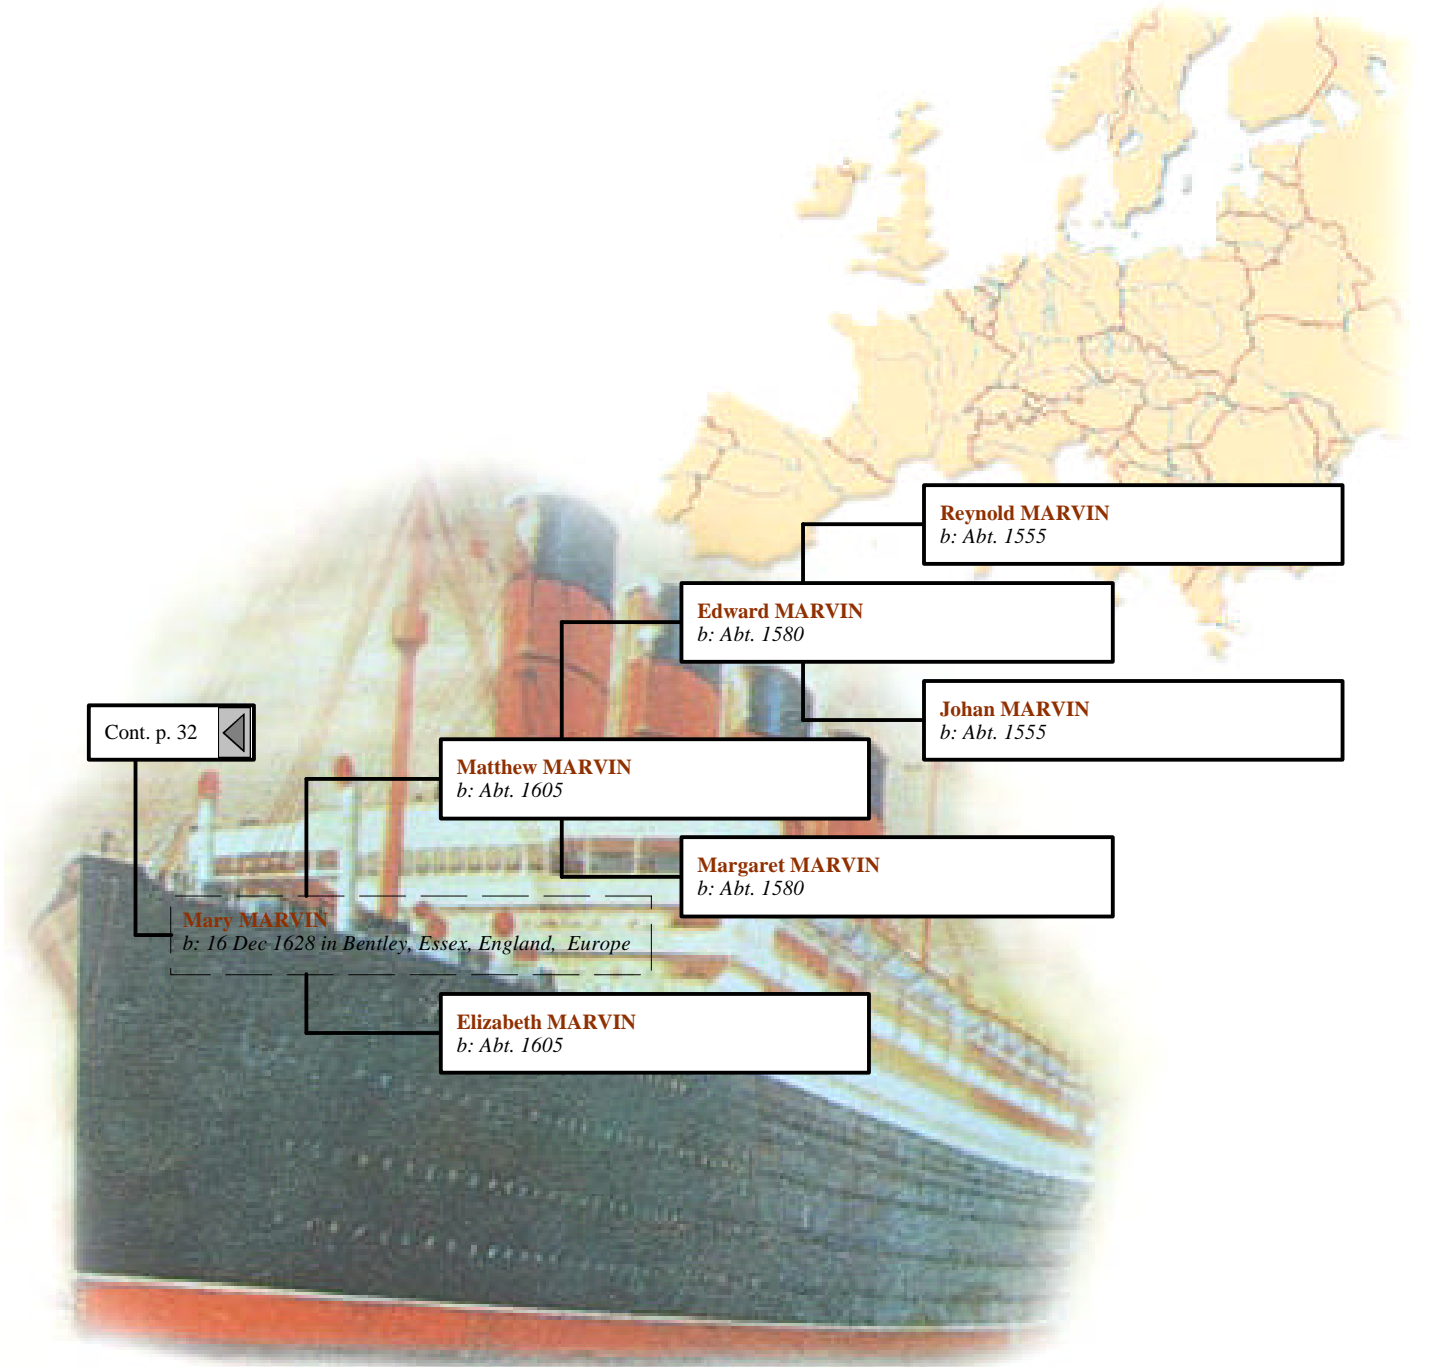 Reynold MARVIN
b: Abt. 1555
Edward MARVIN
b: Abt. 1580
Johan MARVIN
b: Abt. 1555
Cont. p. 32
Matthew MARVIN
b: Abt. 1605
Margaret MARVIN
b: Abt. 1580
Mary MARVIN
b: 16 Dec 1628 in Bentley, Essex, England, Europe
Elizabeth MARVIN
b: Abt. 1605